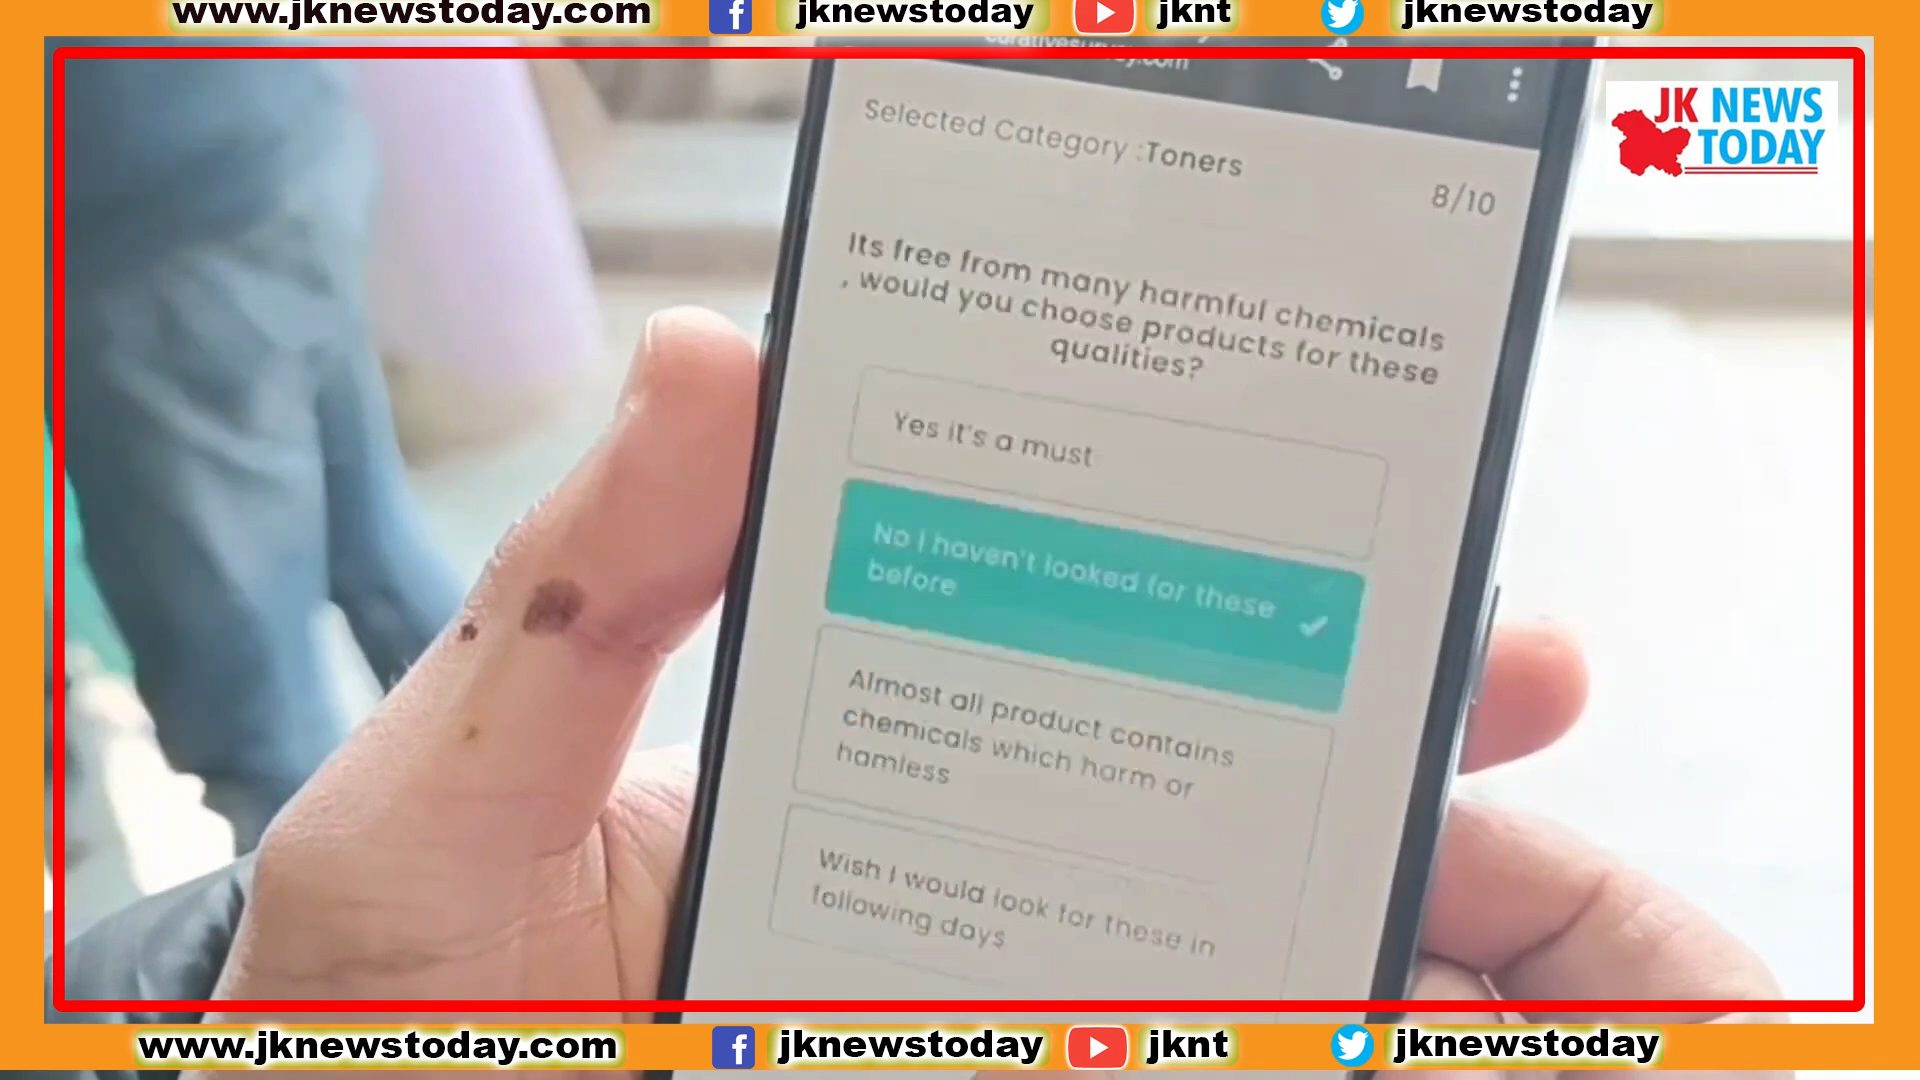 www.jknewstoday.com jknewstoday jknt jknewstoday
JK NEWS
TODAY
Selected Category :Toners
8/10
Its free from many harmful chemicals
, would you choose products for these
qualities?
Yes it's a must
No I haven't looked for these
before
Almost all product contains
chemicals which harm or
hamless
Wish I would look for these in
following days
www.jknewstoday.com jknewstoday jknt jknewstoday